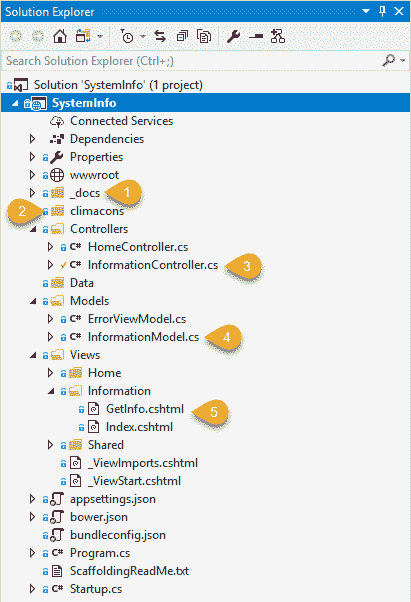 Solution Explorer
Search Solution Explorer (Ctrl+;)
Solution 'SystemInfo' (1 project)
SystemInfo
Connected Services
Dependencies
Properties
wwwroot
_docs 1
2 climacons
Controllers
C# HomeController.cs
C# InformationController.cs 3
Data
Models
C# ErrorViewModel.cs
C# InformationModel.cs 4
Views
Home
Information
GetInfo.cshtml 5
Index.cshtml
Shared
_ViewImports.cshtml
_ViewStart.cshtml
appsettings.json
bower.json
bundleconfig.json
C# Program.cs
ScaffoldingReadMe.txt
C# Startup.cs